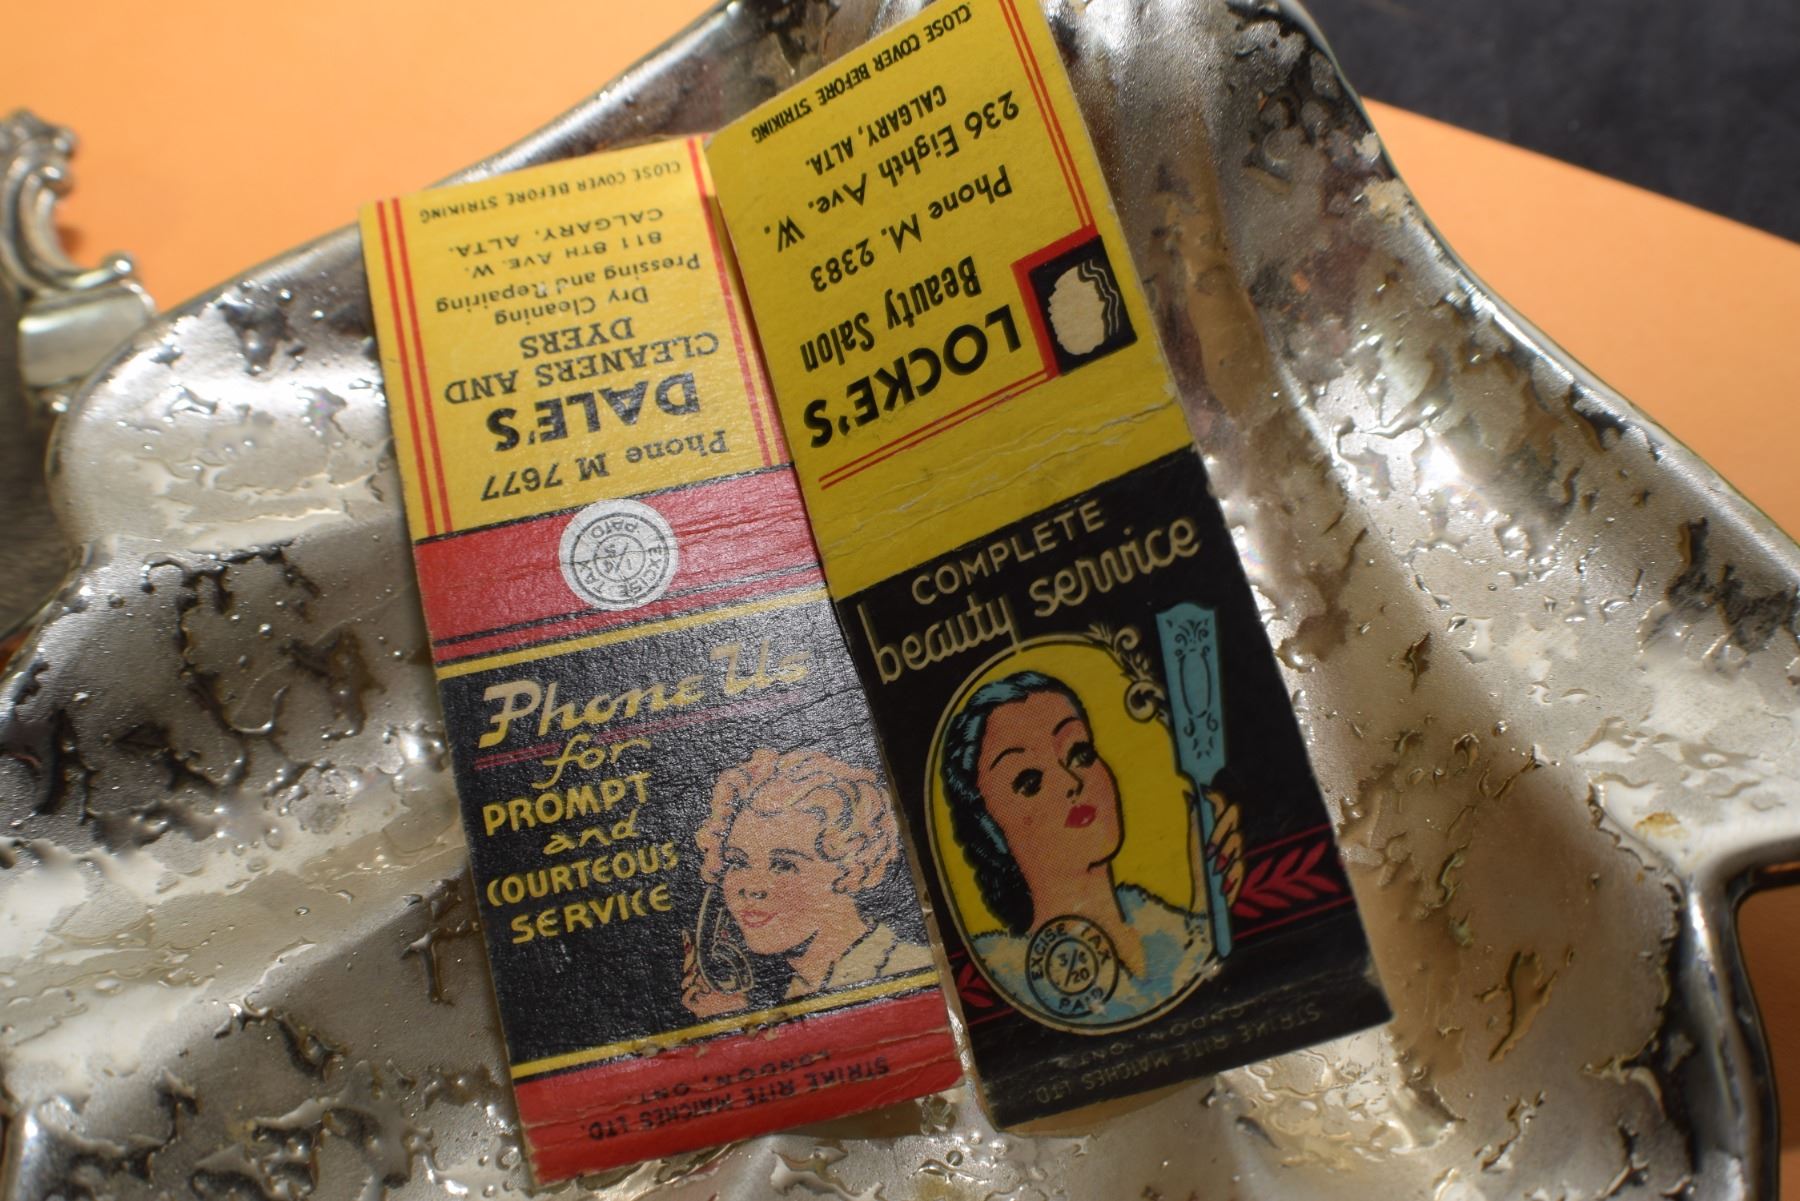 CLOSE COVER BEFORE STRIKING
CALGARY, ALTA.
811 8TH AVE. W.
Pressing and Repairing
Dry Cleaning
DYERS
CLEANERS AND
DALE'S
Phone M 7677
EXCISE TAX
1/5¢
PAID.
Phone Us
for
PROMPT
and
COURTEOUS
SERVICE
STRIKE RITE MATCHES LTD.
LONDON, ONT.
CLOSE COVER BEFORE STRIKING
CALGARY, ALTA.
236 Eighth Ave. W.
Phone M. 2383
Beauty Salon
LOCKE'S
COMPLETE
beauty service
EXCISE TAX
3/20¢
PAID
STRIKE RITE MATCHES LTD.
LONDON, ONT.